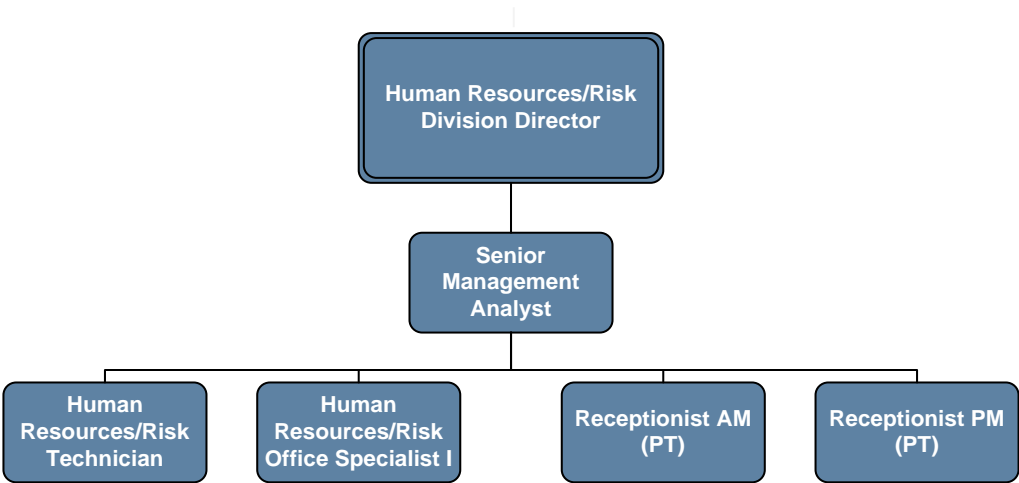 Human Resources/Risk
Division Director
Senior
Management
Analyst
Human
Resources/Risk
Technician
Human
Resources/Risk
Office Specialist I
Receptionist AM
(PT)
Receptionist PM
(PT)